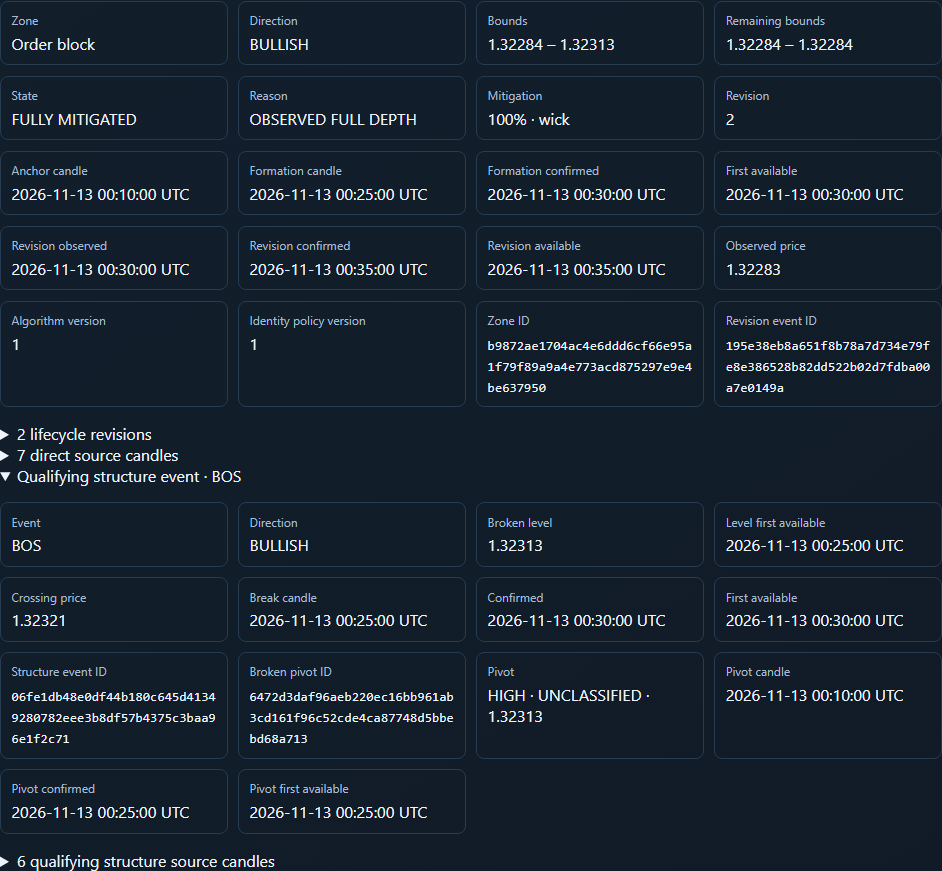 Zone
Order block
Direction
BULLISH
Bounds
1.32284 – 1.32313
Remaining bounds
1.32284 – 1.32284
State
FULLY MITIGATED
Reason
OBSERVED FULL DEPTH
Mitigation
100% · wick
Revision
2
Anchor candle
2026-11-13 00:10:00 UTC
Formation candle
2026-11-13 00:25:00 UTC
Formation confirmed
2026-11-13 00:30:00 UTC
First available
2026-11-13 00:30:00 UTC
Revision observed
2026-11-13 00:30:00 UTC
Revision confirmed
2026-11-13 00:35:00 UTC
Revision available
2026-11-13 00:35:00 UTC
Observed price
1.32283
Algorithm version
1
Identity policy version
1
Zone ID
b9872ae1704ac4e6ddd6cf66e95a
1f79f89a9a4e773acd875297e9e4
be637950
Revision event ID
195e38eb8a651f8b78a7d734e79f
e8e386528b82dd522b02d7fdba00
a7e0149a
2 lifecycle revisions
7 direct source candles
Qualifying structure event · BOS
Event
BOS
Direction
BULLISH
Broken level
1.32313
Level first available
2026-11-13 00:25:00 UTC
Crossing price
1.32321
Break candle
2026-11-13 00:25:00 UTC
Confirmed
2026-11-13 00:30:00 UTC
First available
2026-11-13 00:30:00 UTC
Structure event ID
06fe1db48e0df44b180c645d4134
9280782eee3b8df57b4375c3baa9
6e1f2c71
Broken pivot ID
6472d3daf96aeb220ec16bb961ab
3cd161f96c52cde4ca87748d5bbe
bd68a713
Pivot
HIGH · UNCLASSIFIED ·
1.32313
Pivot candle
2026-11-13 00:10:00 UTC
Pivot confirmed
2026-11-13 00:25:00 UTC
Pivot first available
2026-11-13 00:25:00 UTC
6 qualifying structure source candles